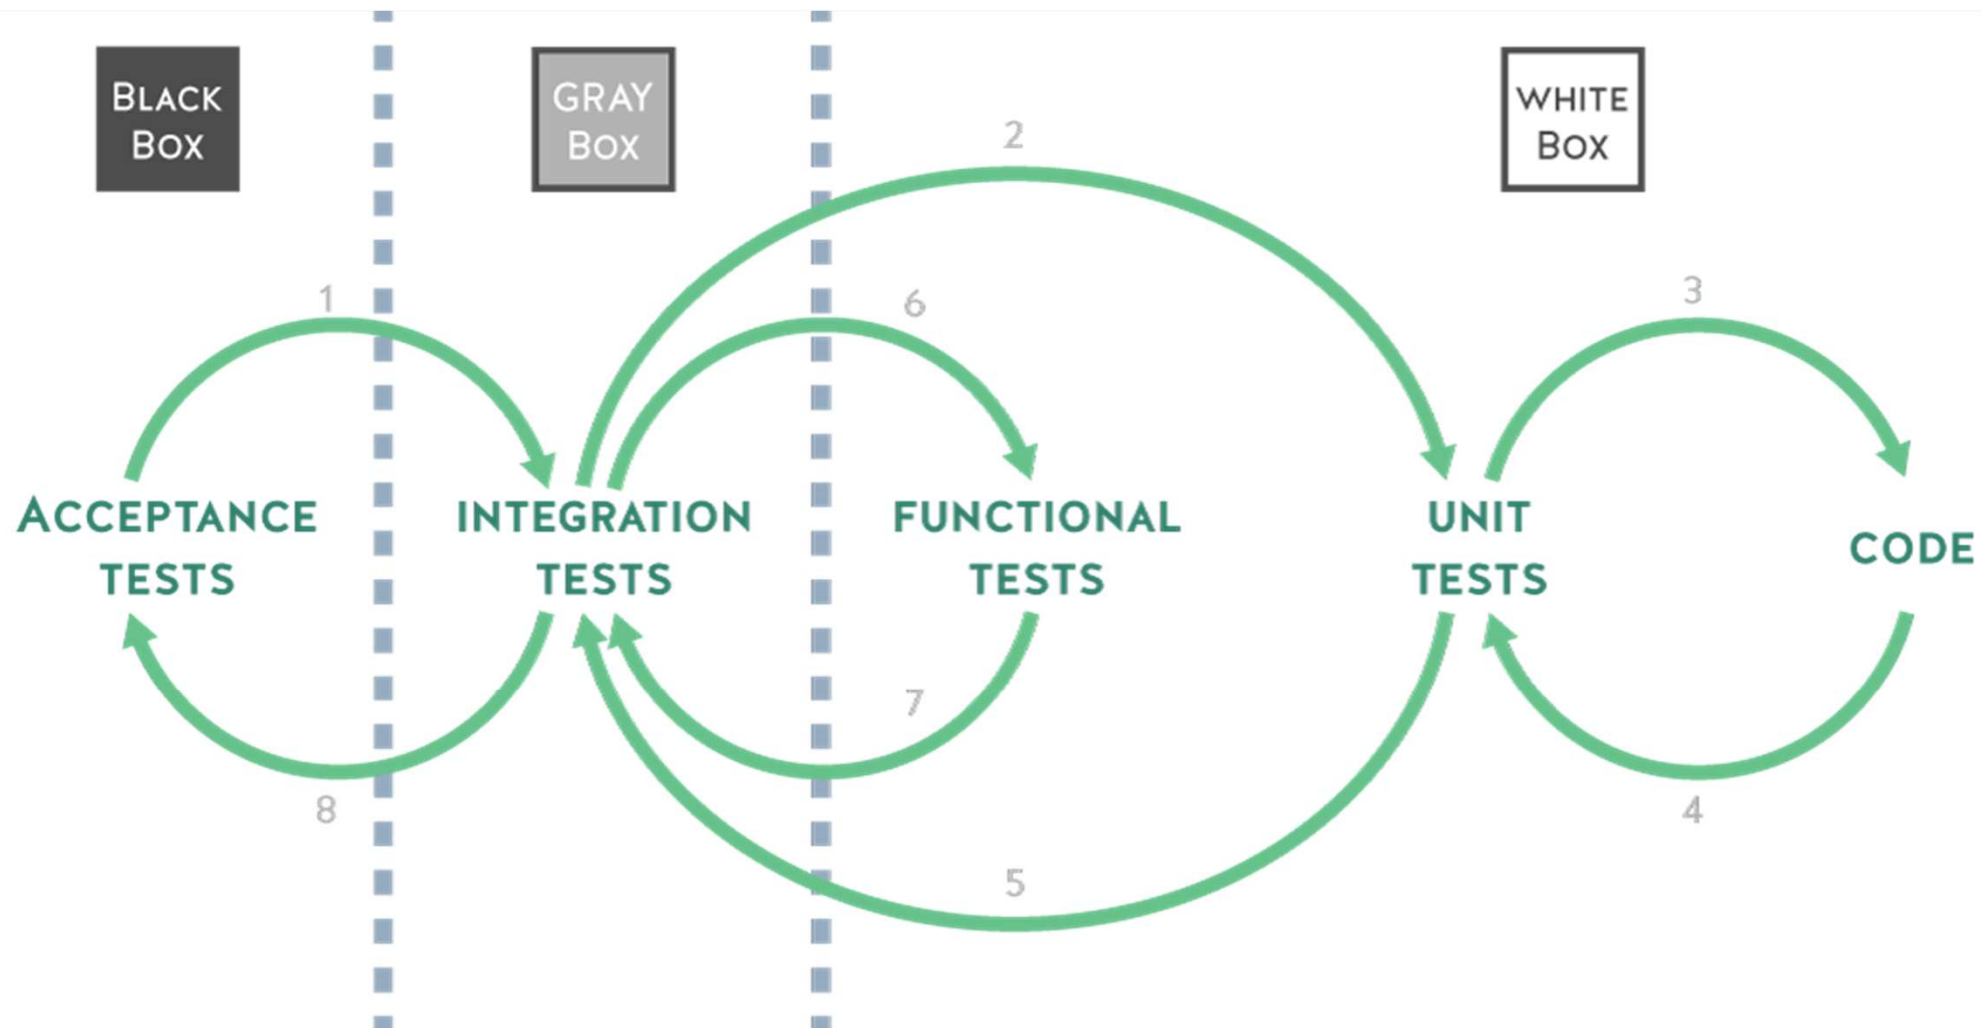 BLACK
BOX
GRAY
BOX
WHITE
BOX
2
1
6
3
ACCEPTANCE
TESTS
INTEGRATION
TESTS
FUNCTIONAL
TESTS
UNIT
TESTS
CODE
7
8
4
5